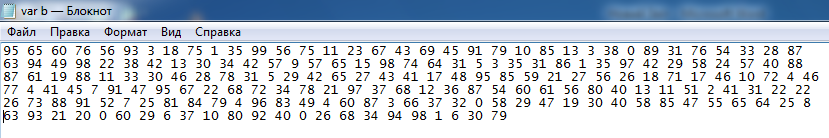 var b — Блокнот
Файл Правка Формат Вид Справка
95 65 60 76 56 93 3 18 75 1 35 99 56 75 11 23 67 43 69 45 91 79 10 85 13 3 38 0 89 31 76 54 33 28 87
63 94 49 98 22 38 42 13 30 34 42 57 9 57 65 15 98 74 64 31 5 3 35 31 86 1 35 97 42 29 58 24 57 40 88
87 61 19 88 11 33 30 46 28 78 31 5 29 42 65 27 43 41 17 48 95 85 59 21 27 56 26 18 71 17 46 10 72 4 46
77 4 41 45 7 91 47 95 67 22 68 72 34 78 21 97 37 68 12 36 87 54 60 61 56 80 40 13 11 51 2 41 31 22 22
26 73 88 91 52 7 25 81 84 79 4 96 83 49 4 60 87 3 66 37 32 0 58 29 47 19 30 40 58 85 47 55 65 64 25 8
63 93 21 20 0 60 29 6 37 10 80 92 40 0 26 68 34 94 98 1 6 30 79